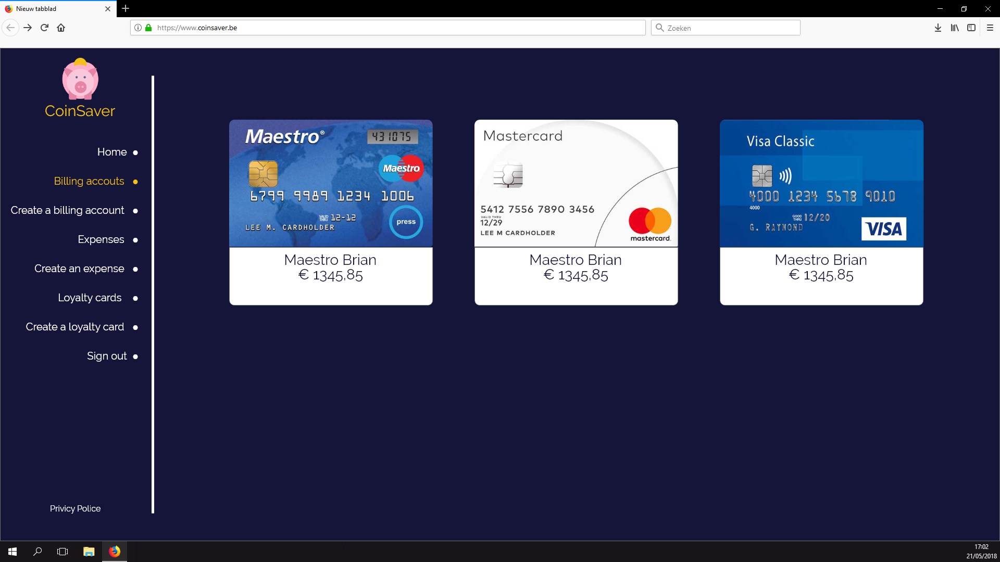 Nieuw tabblad
https://www.coinsaver.be
Zoeken
CoinSaver
Home
Billing accouts
Create a billing account
Expenses
Create an expense
Loyalty cards
Create a loyalty card
Sign out
Privicy Police
Maestro®
431075
Maestro
6799 9989 1234 1006
VALID THRU 12-12
LEE M. CARDHOLDER
press
Maestro Brian
€ 1345,85
Mastercard
5412 7556 7890 3456
VALID THRU
12/29
LEE M CARDHOLDER
mastercard.
Maestro Brian
€ 1345,85
Visa Classic
4000 1234 5678 9010
4000
GOOD THRU 12/20
G. RAYMOND
VISA
Maestro Brian
€ 1345,85
17:02
21/05/2018